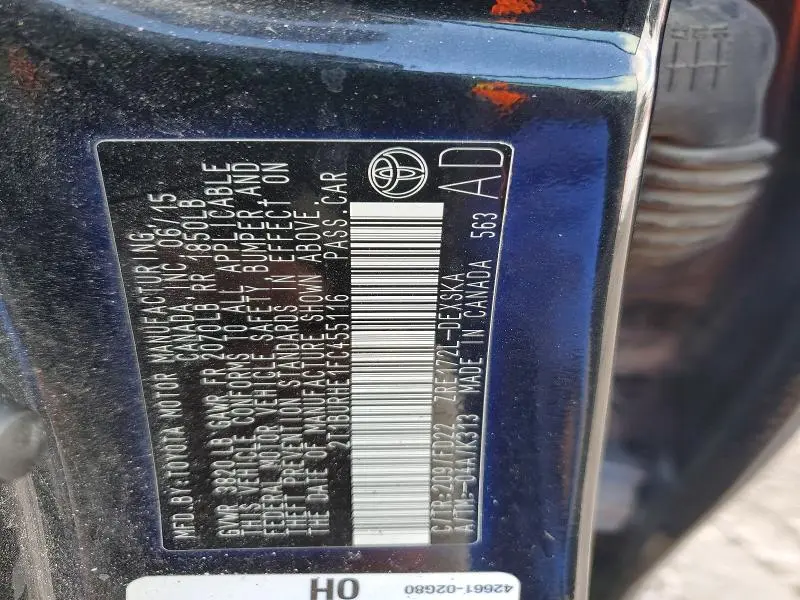 MFD.BY:TOYOTA MOTOR MANUFACTURING
CANADA, INC 06/15
GVWR 3820LB GAWR FR 2070LB RR 1850LB
THIS VEHICLE CONFORMS TO ALL APPLICABLE
FEDERAL MOTOR VEHICLE SAFETY, BUMPER AND
THEFT PREVENTION STANDARDS IN EFFECT ON
THE DATE OF MANUFACTURE SHOWN ABOVE.
2T1BURHE1FC455116 PASS.CAR
C/TR:209/FD22 ZRE172L-DEXSKA
A/TM:-04A/K313 MADE IN CANADA 563
AD
42661-02G80
OH